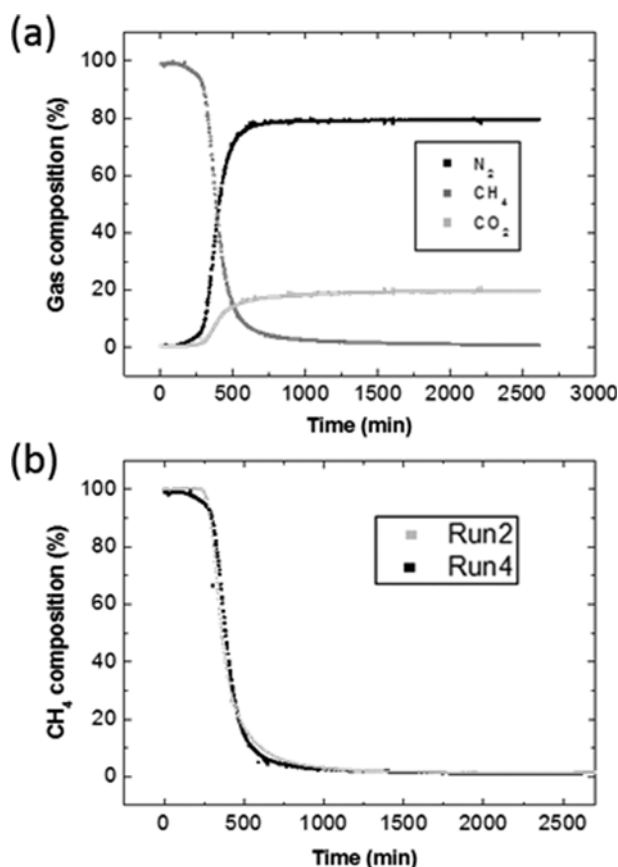 (a)
Gas composition (%)
100
80
60
40
20
0
N₂
CH₄
CO₂
0 500 1000 1500 2000 2500 3000
Time (min)
(b)
CH₄ composition (%)
100
80
60
40
20
0
Run2
Run4
0 500 1000 1500 2000 2500
Time (min)